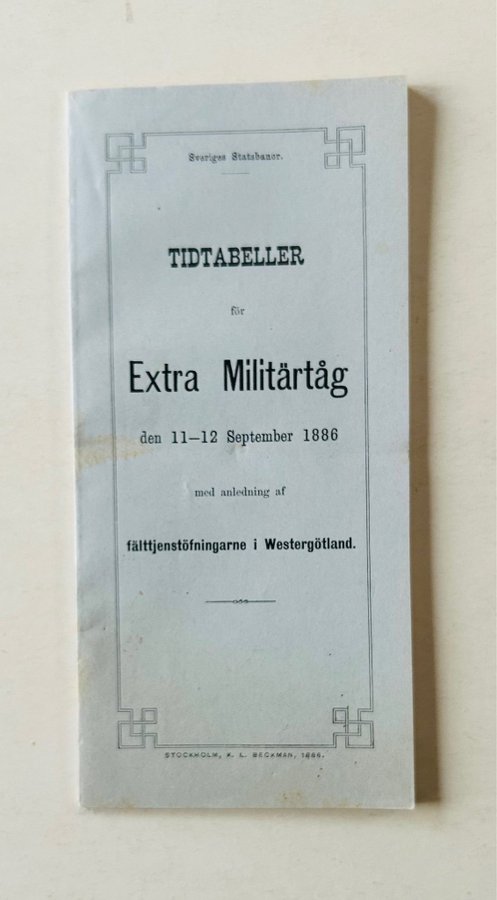 Sveriges Statsbanor.
TIDTABELLER
för
Extra Militärtåg
den 11–12 September 1886
med anledning af
fälttjenstöfningarne i Westergötland.
STOCKHOLM, K. L. BECKMAN, 1886.